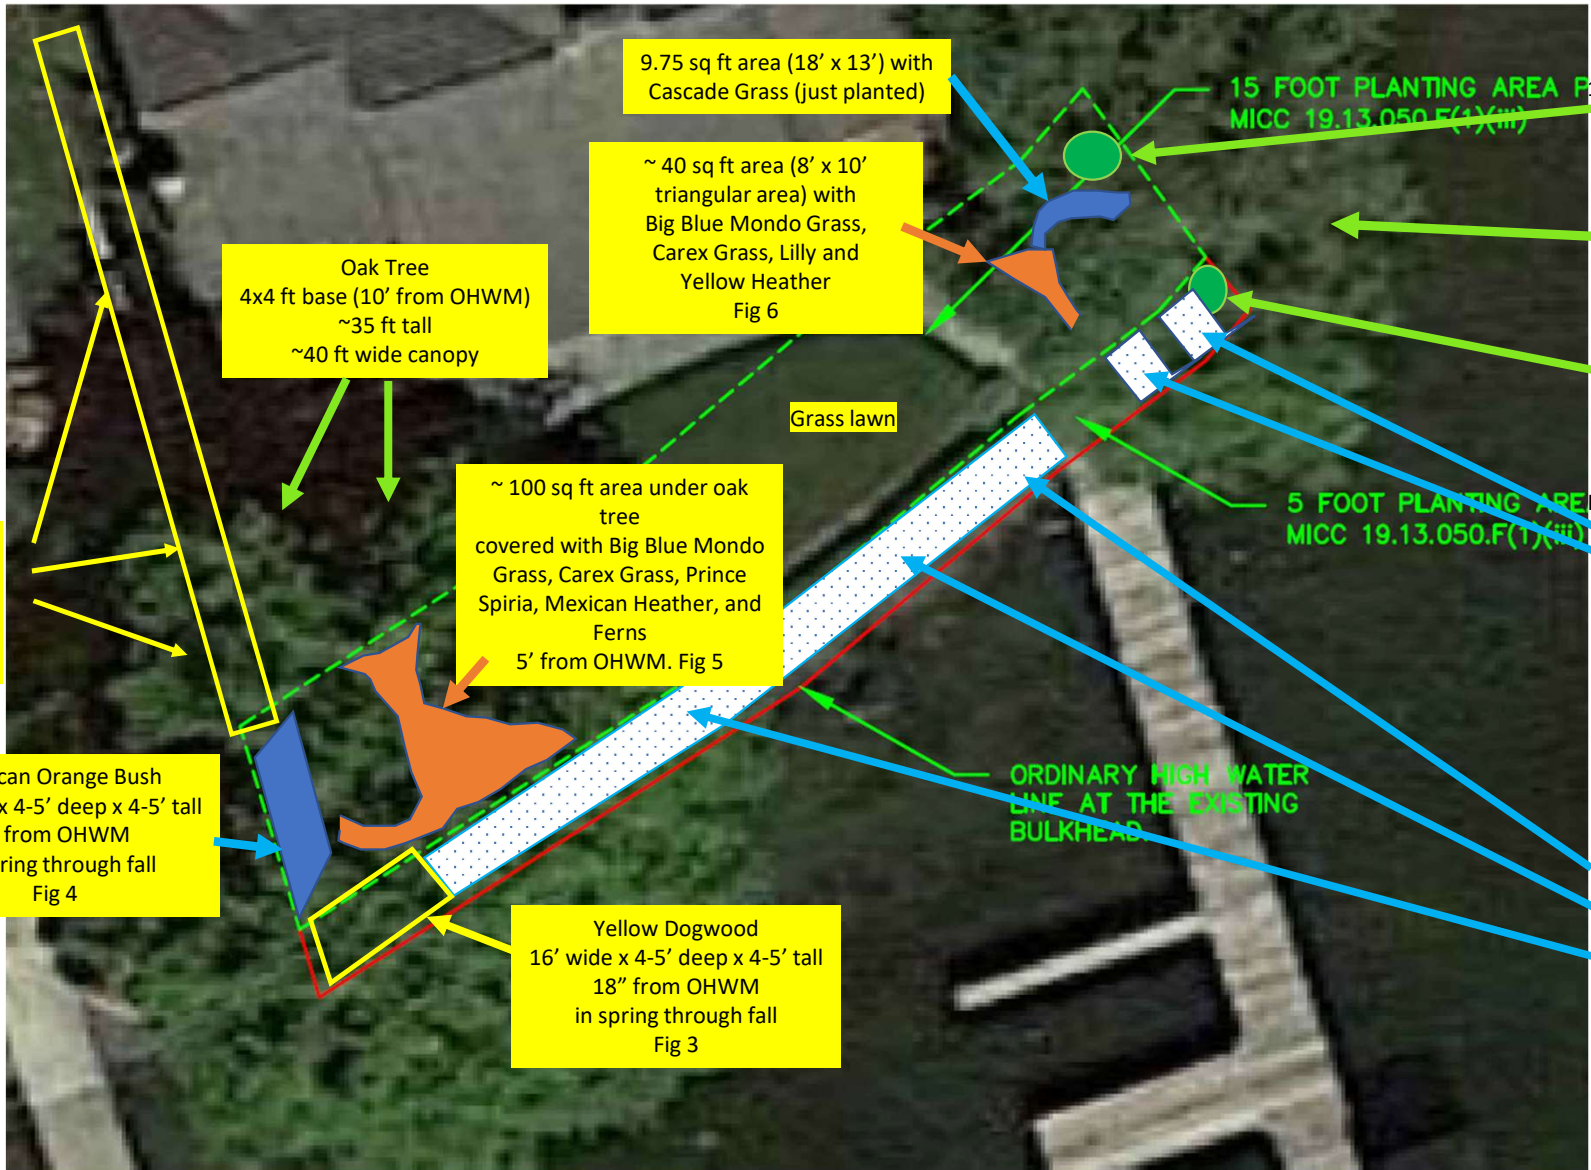 9.75 sq ft area (18’ x 13’) with
Cascade Grass (just planted)
15 FOOT PLANTING AREA
MICC 19.13.050.F(1)(iii)
~ 40 sq ft area (8’ x 10’
triangular area) with
Big Blue Mondo Grass,
Carex Grass, Lilly and
Yellow Heather
Fig 6
Oak Tree
4x4 ft base (10’ from OHWM)
~35 ft tall
~40 ft wide canopy
Grass lawn
~ 100 sq ft area under oak
tree
covered with Big Blue Mondo
Grass, Carex Grass, Prince
Spiria, Mexican Heather, and
Ferns
5’ from OHWM. Fig 5
5 FOOT PLANTING ARE
MICC 19.13.050.F(1)(iii)
ORDINARY HIGH WATER
LINE AT THE EXISTING
BULKHEAD
can Orange Bush
x 4-5’ deep x 4-5’ tall
from OHWM
ring through fall
Fig 4
Yellow Dogwood
16’ wide x 4-5’ deep x 4-5’ tall
18” from OHWM
in spring through fall
Fig 3